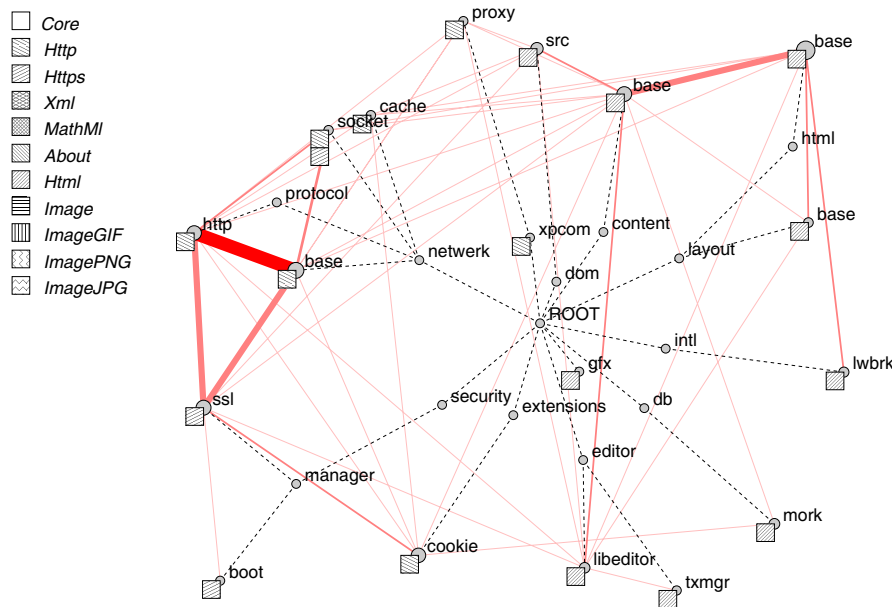 Core
Http
Https
Xml
MathMl
About
Html
Image
ImageGIF
ImagePNG
ImageJPG
proxy
src
base
base
cache
socket
html
protocol
http
base
netwerk
xpcom
content
layout
base
dom
ROOT
intl
gfx
lwbrk
ssl
security
extensions
db
editor
manager
mork
cookie
libeditor
boot
txmgr